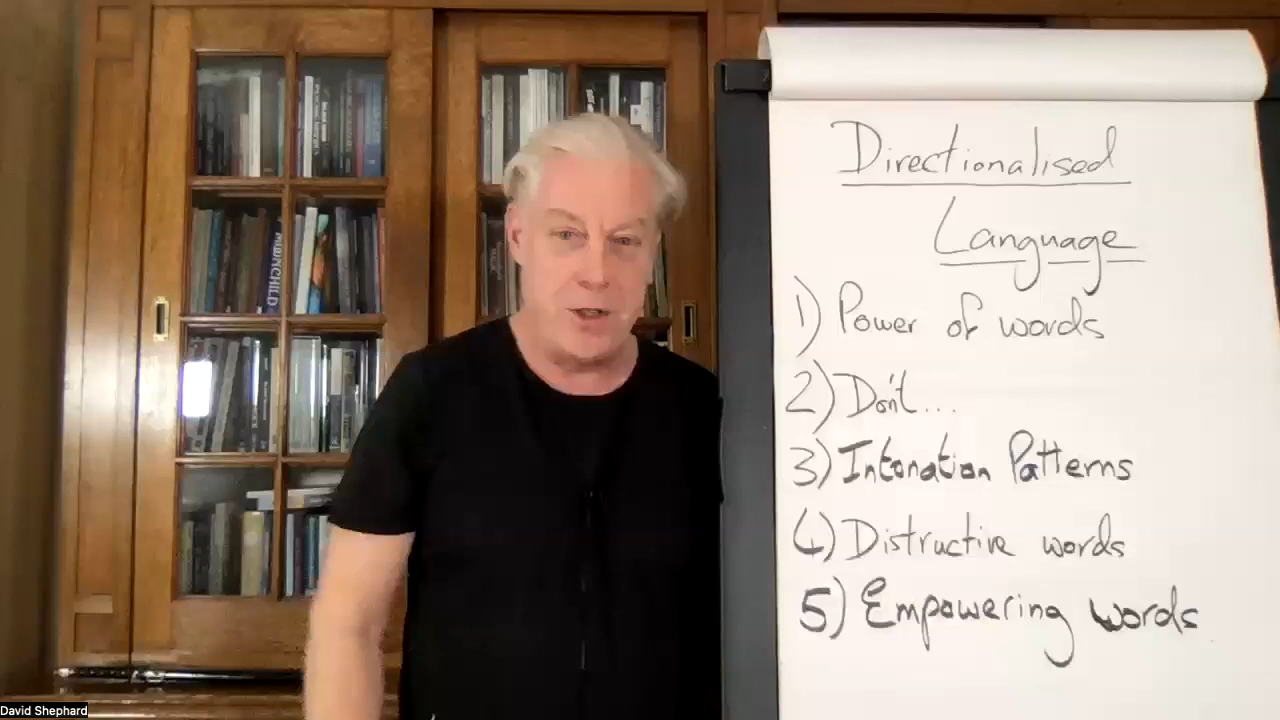 Directionalised
Language
1) Power of words
2) Don't...
3) Intonation Patterns
4) Distructive words
5) Empowering words
MOONCHILD
David Shephard